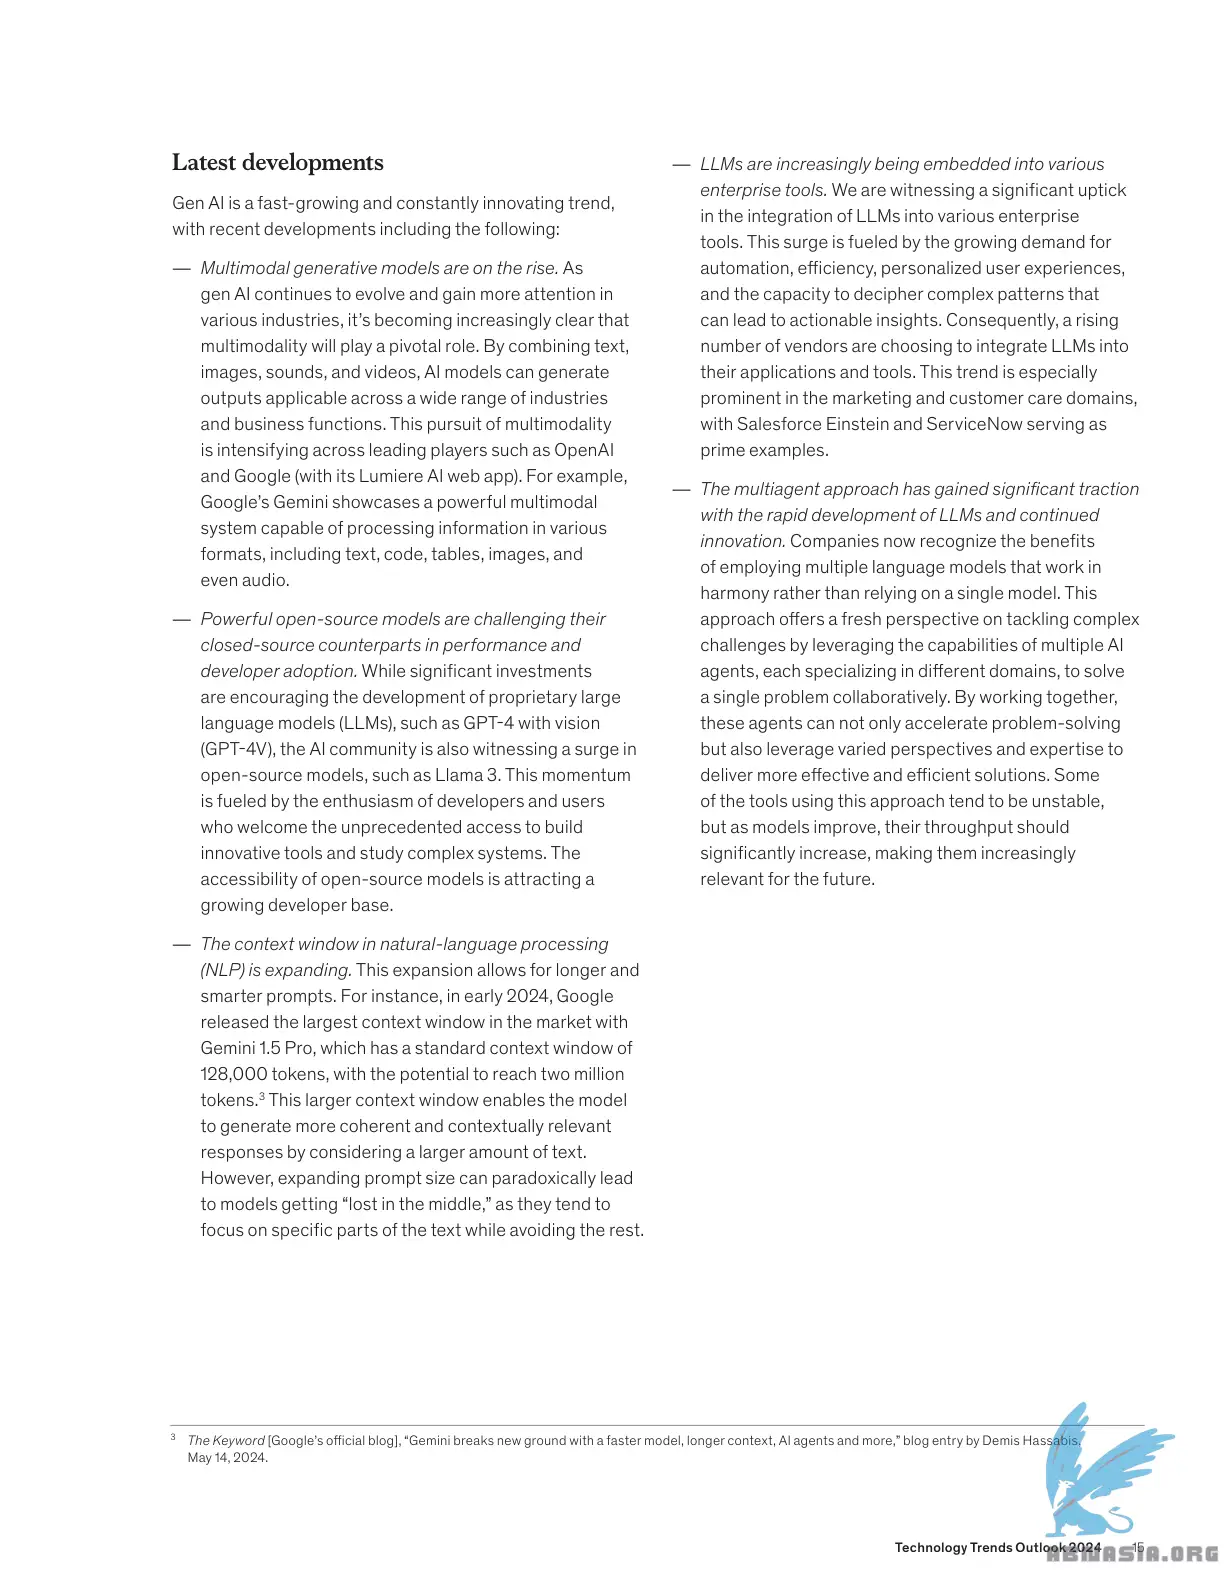 Latest developments
Gen AI is a fast-growing and constantly innovating trend,
with recent developments including the following:
— Multimodal generative models are on the rise. As
gen AI continues to evolve and gain more attention in
various industries, it’s becoming increasingly clear that
multimodality will play a pivotal role. By combining text,
images, sounds, and videos, AI models can generate
outputs applicable across a wide range of industries
and business functions. This pursuit of multimodality
is intensifying across leading players such as OpenAI
and Google (with its Lumiere AI web app). For example,
Google’s Gemini showcases a powerful multimodal
system capable of processing information in various
formats, including text, code, tables, images, and
even audio.
— Powerful open-source models are challenging their
closed-source counterparts in performance and
developer adoption. While significant investments
are encouraging the development of proprietary large
language models (LLMs), such as GPT-4 with vision
(GPT-4V), the AI community is also witnessing a surge in
open-source models, such as Llama 3. This momentum
is fueled by the enthusiasm of developers and users
who welcome the unprecedented access to build
innovative tools and study complex systems. The
accessibility of open-source models is attracting a
growing developer base.
— The context window in natural-language processing
(NLP) is expanding. This expansion allows for longer and
smarter prompts. For instance, in early 2024, Google
released the largest context window in the market with
Gemini 1.5 Pro, which has a standard context window of
128,000 tokens, with the potential to reach two million
tokens.³ This larger context window enables the model
to generate more coherent and contextually relevant
responses by considering a larger amount of text.
However, expanding prompt size can paradoxically lead
to models getting “lost in the middle,” as they tend to
focus on specific parts of the text while avoiding the rest.
— LLMs are increasingly being embedded into various
enterprise tools. We are witnessing a significant uptick
in the integration of LLMs into various enterprise
tools. This surge is fueled by the growing demand for
automation, efficiency, personalized user experiences,
and the capacity to decipher complex patterns that
can lead to actionable insights. Consequently, a rising
number of vendors are choosing to integrate LLMs into
their applications and tools. This trend is especially
prominent in the marketing and customer care domains,
with Salesforce Einstein and ServiceNow serving as
prime examples.
— The multiagent approach has gained significant traction
with the rapid development of LLMs and continued
innovation. Companies now recognize the benefits
of employing multiple language models that work in
harmony rather than relying on a single model. This
approach offers a fresh perspective on tackling complex
challenges by leveraging the capabilities of multiple AI
agents, each specializing in different domains, to solve
a single problem collaboratively. By working together,
these agents can not only accelerate problem-solving
but also leverage varied perspectives and expertise to
deliver more effective and efficient solutions. Some
of the tools using this approach tend to be unstable,
but as models improve, their throughput should
significantly increase, making them increasingly
relevant for the future.
³ The Keyword [Google’s official blog], “Gemini breaks new ground with a faster model, longer context, AI agents and more,” blog entry by Demis Hassabis,
May 14, 2024.
Technology Trends Outlook 2024 15
ABWASIA.ORG